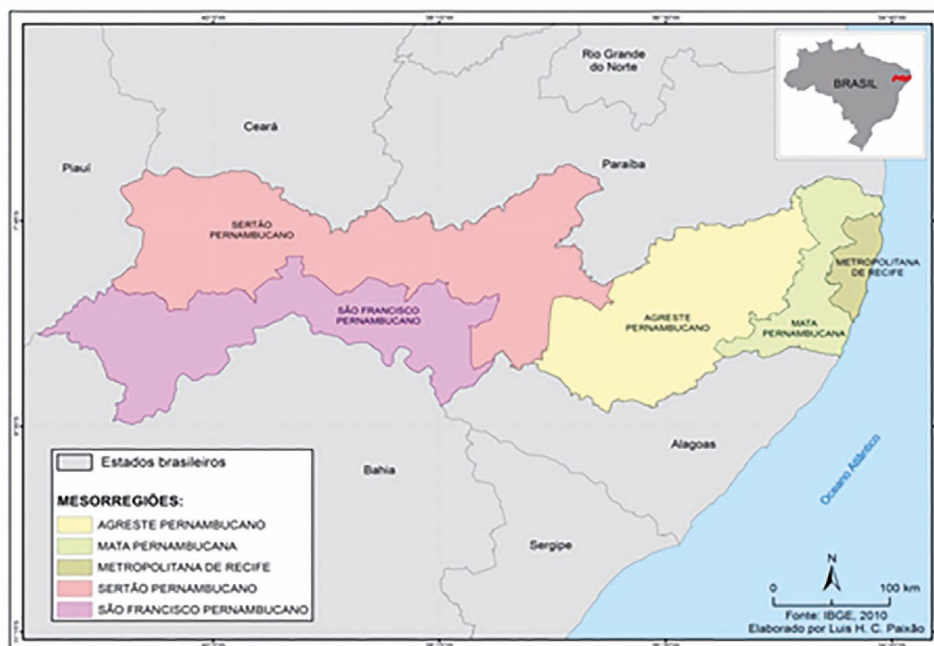 Rio Grande
do Norte
BRASIL
Ceará
Piauí
Paraíba
SERTÃO
PERNAMBUCANO
METROPOLITANA
DE RECIFE
SÃO FRANCISCO
PERNAMBUCANO
AGRESTE
PERNAMBUCANO
MATA
PERNAMBUCANA
Alagoas
Bahia
Sergipe
Oceano Atlântico
Estados brasileiros
MESORREGIÕES:
AGRESTE PERNAMBUCANO
MATA PERNAMBUCANA
METROPOLITANA DE RECIFE
SERTÃO PERNAMBUCANO
SÃO FRANCISCO PERNAMBUCANO
N
0 100 km
Fonte: IBGE, 2010
Elaborado por Luis H. C. Paixão